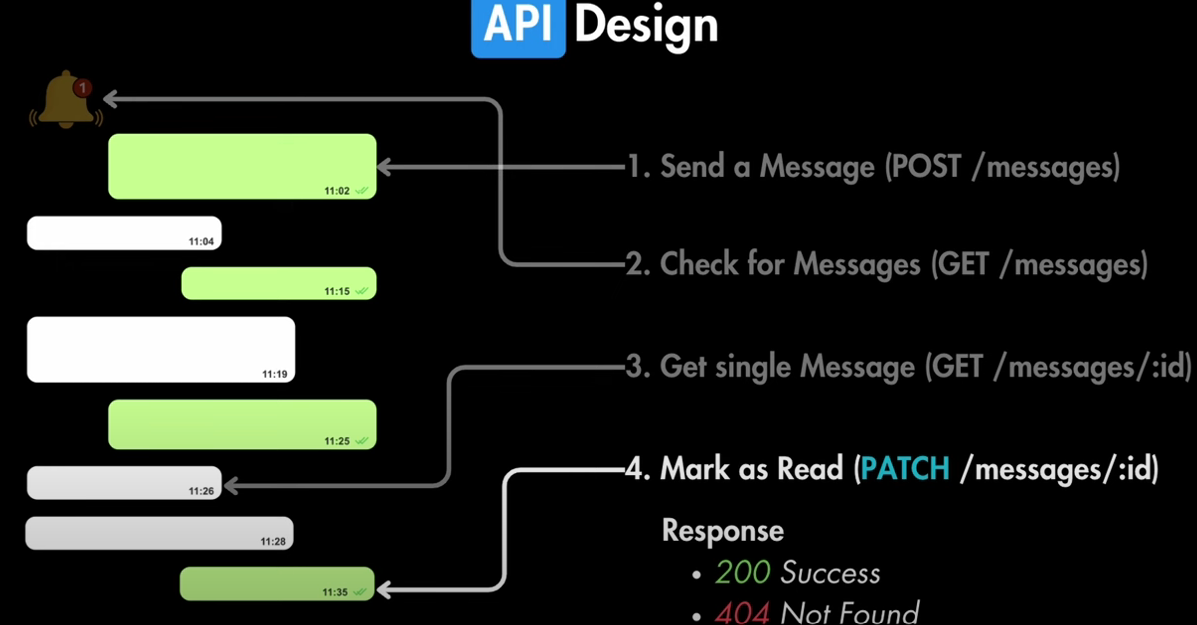 API Design
1
1. Send a Message (POST /messages)
11:02
11:04
2. Check for Messages (GET /messages)
11:15
11:19
3. Get single Message (GET /messages/:id)
11:25
4. Mark as Read (PATCH /messages/:id)
11:26
Response
11:28
• 200 Success
11:35
• 404 Not Found